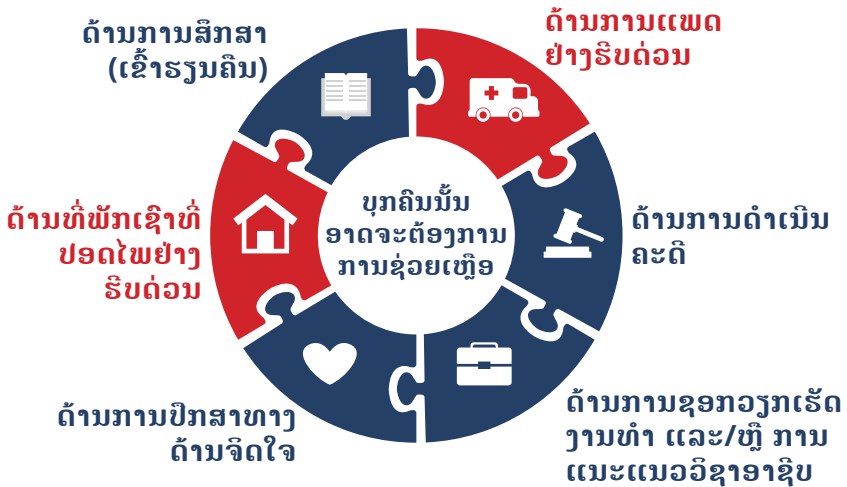 ດ້ານການສຶກສາ
(ເຂົ້າຮຽນຄືນ)
ດ້ານການແພດ
ຢ່າງຮີບດ່ວນ
ດ້ານທີ່ພັກເຊົາທີ່
ປອດໄພຢ່າງ
ຮີບດ່ວນ
ບຸກຄົນນັ້ນ
ອາດຈະຕ້ອງການ
ການຊ່ວຍເຫຼືອ
ດ້ານການດຳເນີນ
ຄະດີ
ດ້ານການປຶກສາທາງ
ດ້ານຈິດໃຈ
ດ້ານການຊອກວຽກເຮັດ
ງານທຳ ແລະ/ຫຼື ການ
ແນະແນວວິຊາອາຊີບ